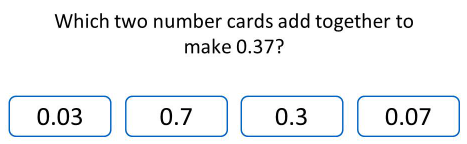 Which two number cards add together to
make 0.37?
0.03 0.7 0.3 0.07